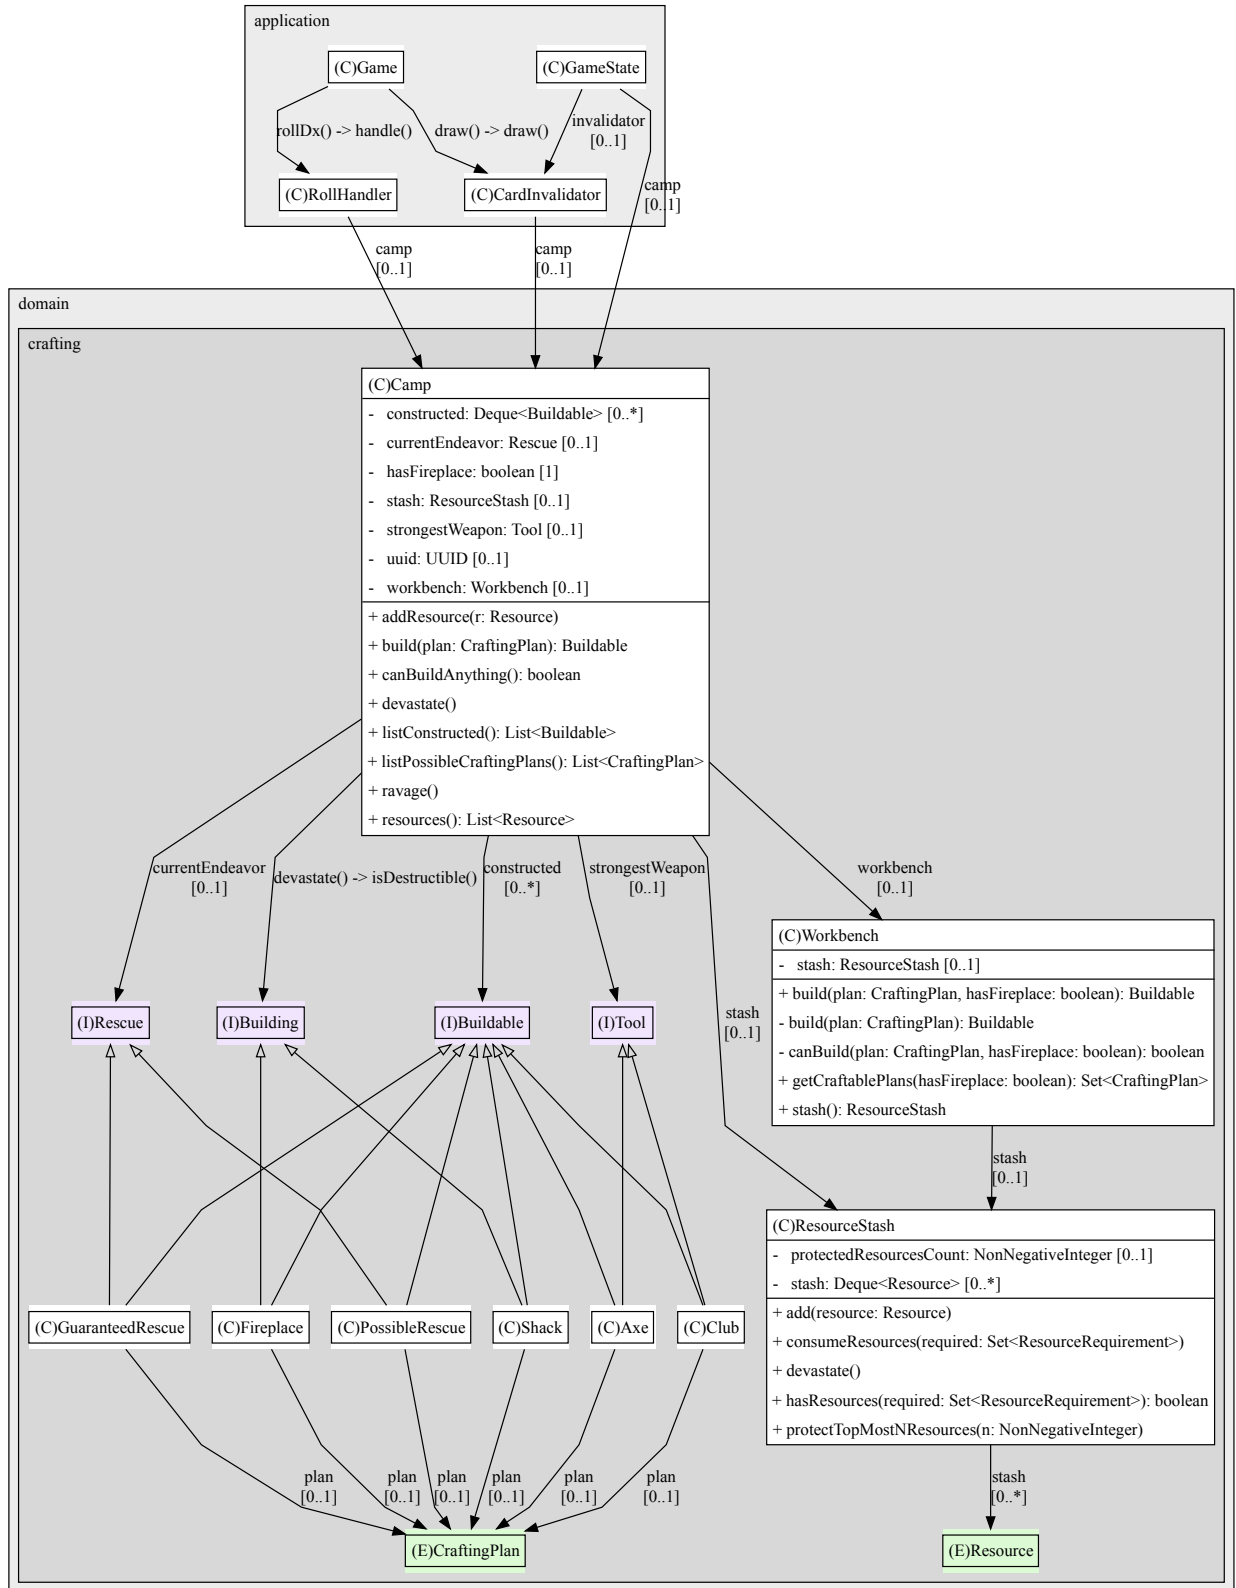 application
(C)Game
(C)GameState
rollDx() -> handle()
draw() -> draw()
invalidator
[0..1]
camp
[0..1]
(C)RollHandler
(C)CardInvalidator
camp
[0..1]
camp
[0..1]
domain
crafting
(C)Camp
- constructed: Deque<Buildable> [0..*]
- currentEndeavor: Rescue [0..1]
- hasFireplace: boolean [1]
- stash: ResourceStash [0..1]
- strongestWeapon: Tool [0..1]
- uuid: UUID [0..1]
- workbench: Workbench [0..1]
+ addResource(r: Resource)
+ build(plan: CraftingPlan): Buildable
+ canBuildAnything(): boolean
+ devastate()
+ listConstructed(): List<Buildable>
+ listPossibleCraftingPlans(): List<CraftingPlan>
+ ravage()
+ resources(): List<Resource>
currentEndeavor
[0..1]
devastate() -> isDestructible()
constructed
[0..*]
strongestWeapon
[0..1]
workbench
[0..1]
stash
[0..1]
(C)Workbench
- stash: ResourceStash [0..1]
+ build(plan: CraftingPlan, hasFireplace: boolean): Buildable
- build(plan: CraftingPlan): Buildable
- canBuild(plan: CraftingPlan, hasFireplace: boolean): boolean
+ getCraftablePlans(hasFireplace: boolean): Set<CraftingPlan>
+ stash(): ResourceStash
(I)Rescue
(I)Building
(I)Buildable
(I)Tool
stash
[0..1]
(C)ResourceStash
- protectedResourcesCount: NonNegativeInteger [0..1]
- stash: Deque<Resource> [0..*]
+ add(resource: Resource)
+ consumeResources(required: Set<ResourceRequirement>)
+ devastate()
+ hasResources(required: Set<ResourceRequirement>): boolean
+ protectTopMostNResources(n: NonNegativeInteger)
(C)GuaranteedRescue
(C)Fireplace
(C)PossibleRescue
(C)Shack
(C)Axe
(C)Club
plan
[0..1]
plan
[0..1]
plan
[0..1]
plan
[0..1]
plan
[0..1]
plan
[0..1]
stash
[0..*]
(E)CraftingPlan
(E)Resource